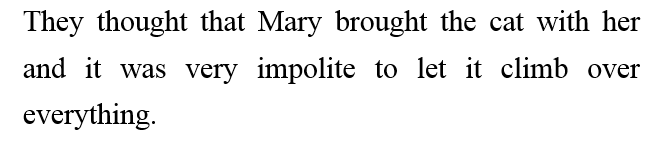 They thought that Mary brought the cat with her
and it was very impolite to let it climb over
everything.